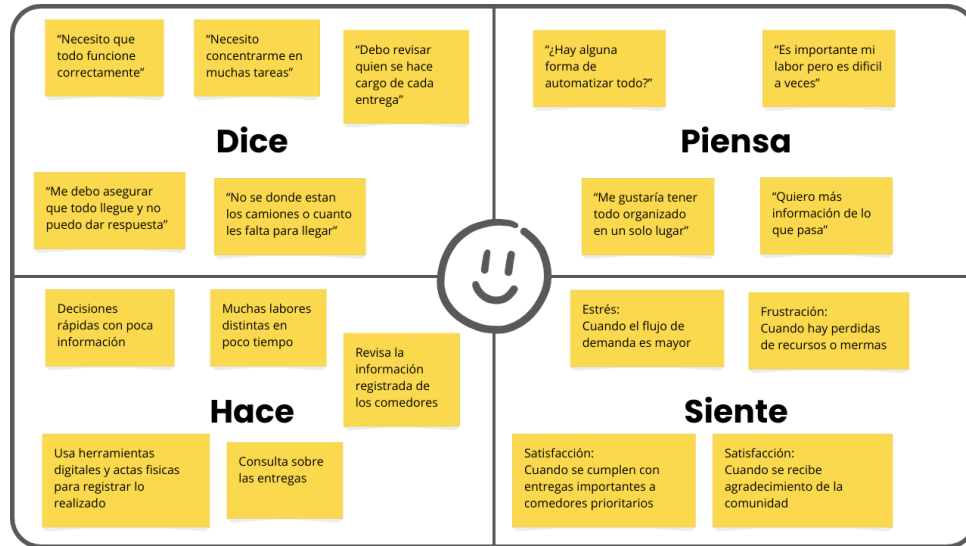 “Necesito que
todo funcione
correctamente”
“Necesito
concentrarme en
muchas tareas”
“Debo revisar
quien se hace
cargo de cada
entrega”
Dice
“Me debo asegurar
que todo llegue y no
puedo dar respuesta”
“No se donde estan
los camiones o cuanto
les falta para llegar”
“¿Hay alguna
forma de
automatizar todo?”
“Es importante mi
labor pero es dificil
a veces”
Piensa
“Me gustaría tener
todo organizado
en un solo lugar”
“Quiero más
información de lo
que pasa”
Decisiones
rápidas con poca
información
Muchas labores
distintas en
poco tiempo
Revisa la
información
registrada de
los comedores
Hace
Usa herramientas
digitales y actas fisicas
para registrar lo
realizado
Consulta sobre
las entregas
Estrés:
Cuando el flujo de
demanda es mayor
Frustración:
Cuando hay perdidas
de recursos o mermas
Siente
Satisfacción:
Cuando se cumplen con
entregas importantes a
comedores prioritarios
Satisfacción:
Cuando se recibe
agradecimiento de la
comunidad